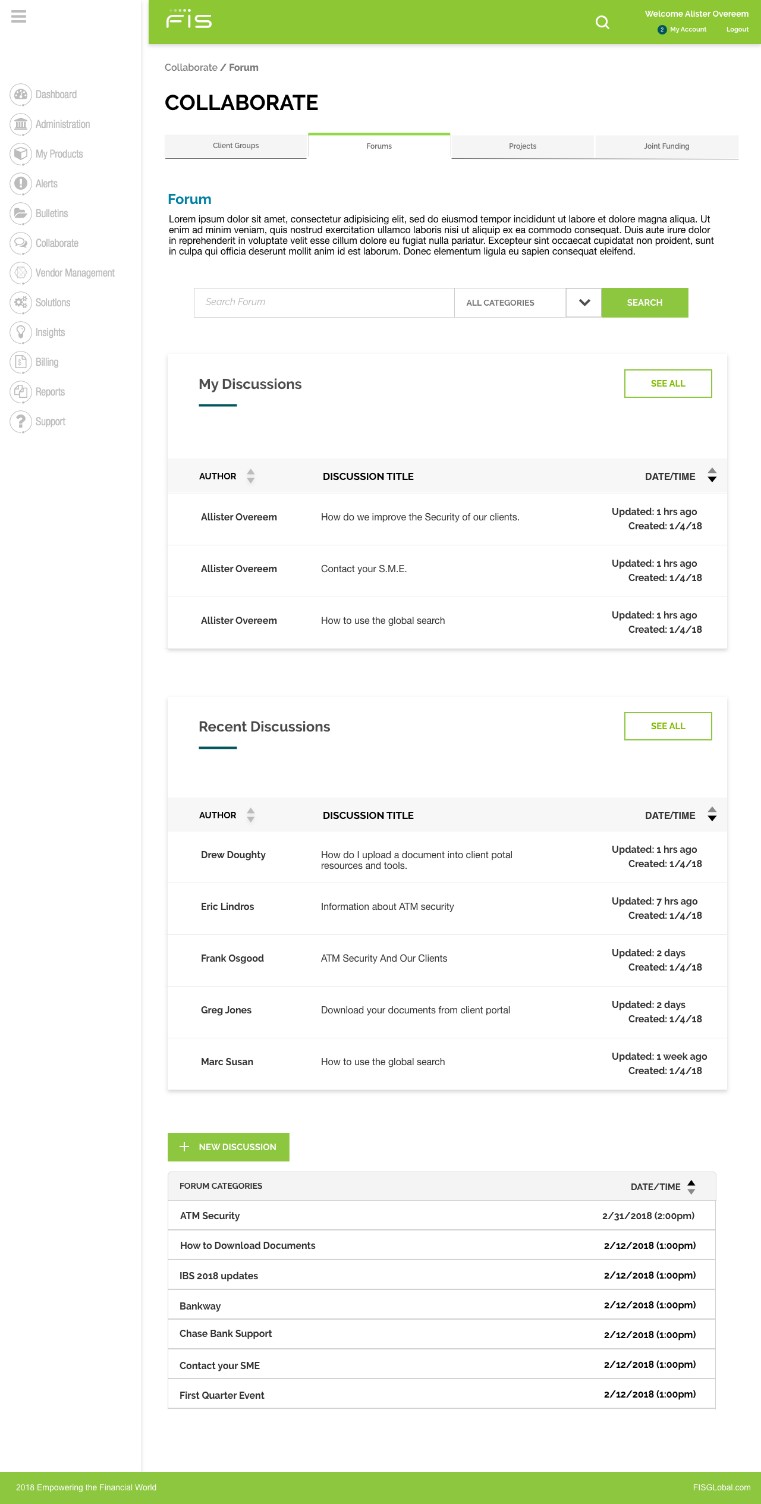 FIS
Welcome Alister Overeem
2 My Account Logout
Dashboard
Administration
My Products
Alerts
Bulletins
Collaborate
Vendor Management
Solutions
Insights
Billing
Reports
Support
Collaborate / Forum
COLLABORATE
Client Groups Forums Projects Joint Funding
Forum
Lorem ipsum dolor sit amet, consectetur adipisicing elit, sed do eiusmod tempor incididunt ut labore et dolore magna aliqua. Ut
enim ad minim veniam, quis nostrud exercitation ullamco laboris nisi ut aliquip ex ea commodo consequat. Duis aute irure dolor
in reprehenderit in voluptate velit esse cillum dolore eu fugiat nulla pariatur. Excepteur sint occaecat cupidatat non proident, sunt
in culpa qui officia deserunt mollit anim id est laborum. Donec elementum ligula eu sapien consequat eleifend.
Search Forum ALL CATEGORIES SEARCH
My Discussions SEE ALL
AUTHOR DISCUSSION TITLE DATE/TIME
Allister Overeem How do we improve the Security of our clients. Updated: 1 hrs ago
Created: 1/4/18
Allister Overeem Contact your S.M.E. Updated: 1 hrs ago
Created: 1/4/18
Allister Overeem How to use the global search Updated: 1 hrs ago
Created: 1/4/18
Recent Discussions SEE ALL
AUTHOR DISCUSSION TITLE DATE/TIME
Drew Doughty How do I upload a document into client potal Updated: 1 hrs ago
resources and tools. Created: 1/4/18
Eric Lindros Information about ATM security Updated: 7 hrs ago
Created: 1/4/18
Frank Osgood ATM Security And Our Clients Updated: 2 days
Created: 1/4/18
Greg Jones Download your documents from client portal Updated: 2 days
Created: 1/4/18
Marc Susan How to use the global search Updated: 1 week ago
Created: 1/4/18
+ NEW DISCUSSION
FORUM CATEGORIES DATE/TIME
ATM Security 2/31/2018 (2:00pm)
How to Download Documents 2/12/2018 (1:00pm)
IBS 2018 updates 2/12/2018 (1:00pm)
Bankway 2/12/2018 (1:00pm)
Chase Bank Support 2/12/2018 (1:00pm)
Contact your SME 2/12/2018 (1:00pm)
First Quarter Event 2/12/2018 (1:00pm)
2018 Empowering the Financial World FISGLobal.com